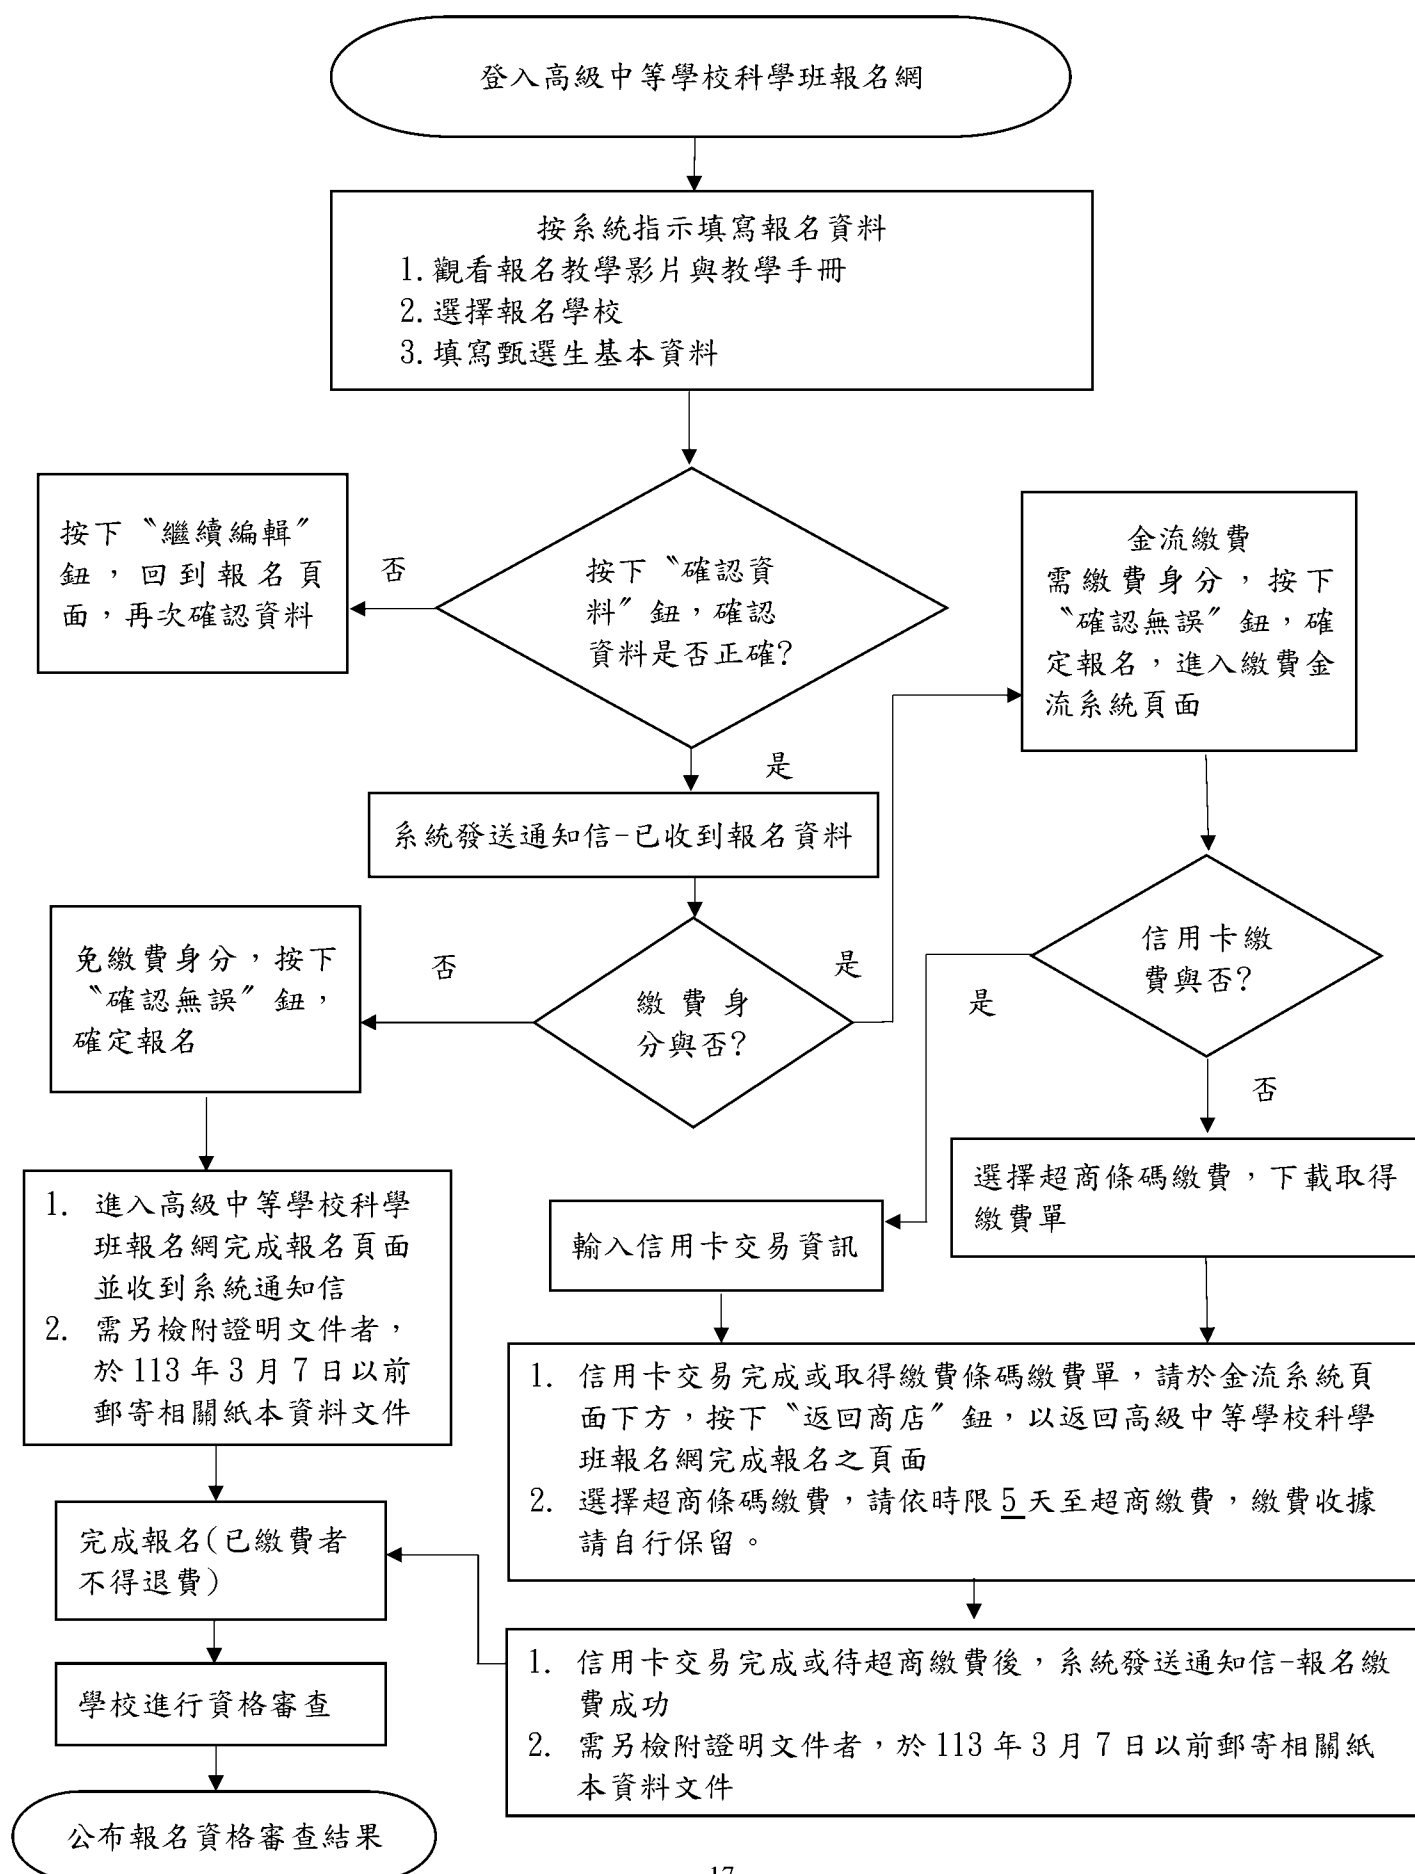 登入高級中等學校科學班報名網
按系統指示填寫報名資料
1.觀看報名教學影片與教學手冊
2.選擇報名學校
3.填寫甄選生基本資料
按下〝繼續編輯〞
鈕，回到報名頁
面，再次確認資料
否
按下〝確認資
料〞鈕，確認
資料是否正確?
金流繳費
需繳費身分，按下
〝確認無誤〞鈕，確
定報名，進入繳費金
流系統頁面
是
系統發送通知信-已收到報名資料
免繳費身分，按下
〝確認無誤〞鈕，
確定報名
否
繳費身
分與否?
是
信用卡繳
費與否?
是
否
選擇超商條碼繳費，下載取得
繳費單
輸入信用卡交易資訊
1. 進入高級中等學校科學
班報名網完成報名頁面
並收到系統通知信
2. 需另檢附證明文件者，
於113年3月7日以前
郵寄相關紙本資料文件
1. 信用卡交易完成或取得繳費條碼繳費單，請於金流系統頁
面下方，按下〝返回商店〞鈕，以返回高級中等學校科學
班報名網完成報名之頁面
2. 選擇超商條碼繳費，請依時限5天至超商繳費，繳費收據
請自行保留。
完成報名(已繳費者
不得退費)
1. 信用卡交易完成或待超商繳費後，系統發送通知信-報名繳
費成功
2. 需另檢附證明文件者，於113年3月7日以前郵寄相關紙
本資料文件
學校進行資格審查
公布報名資格審查結果
17